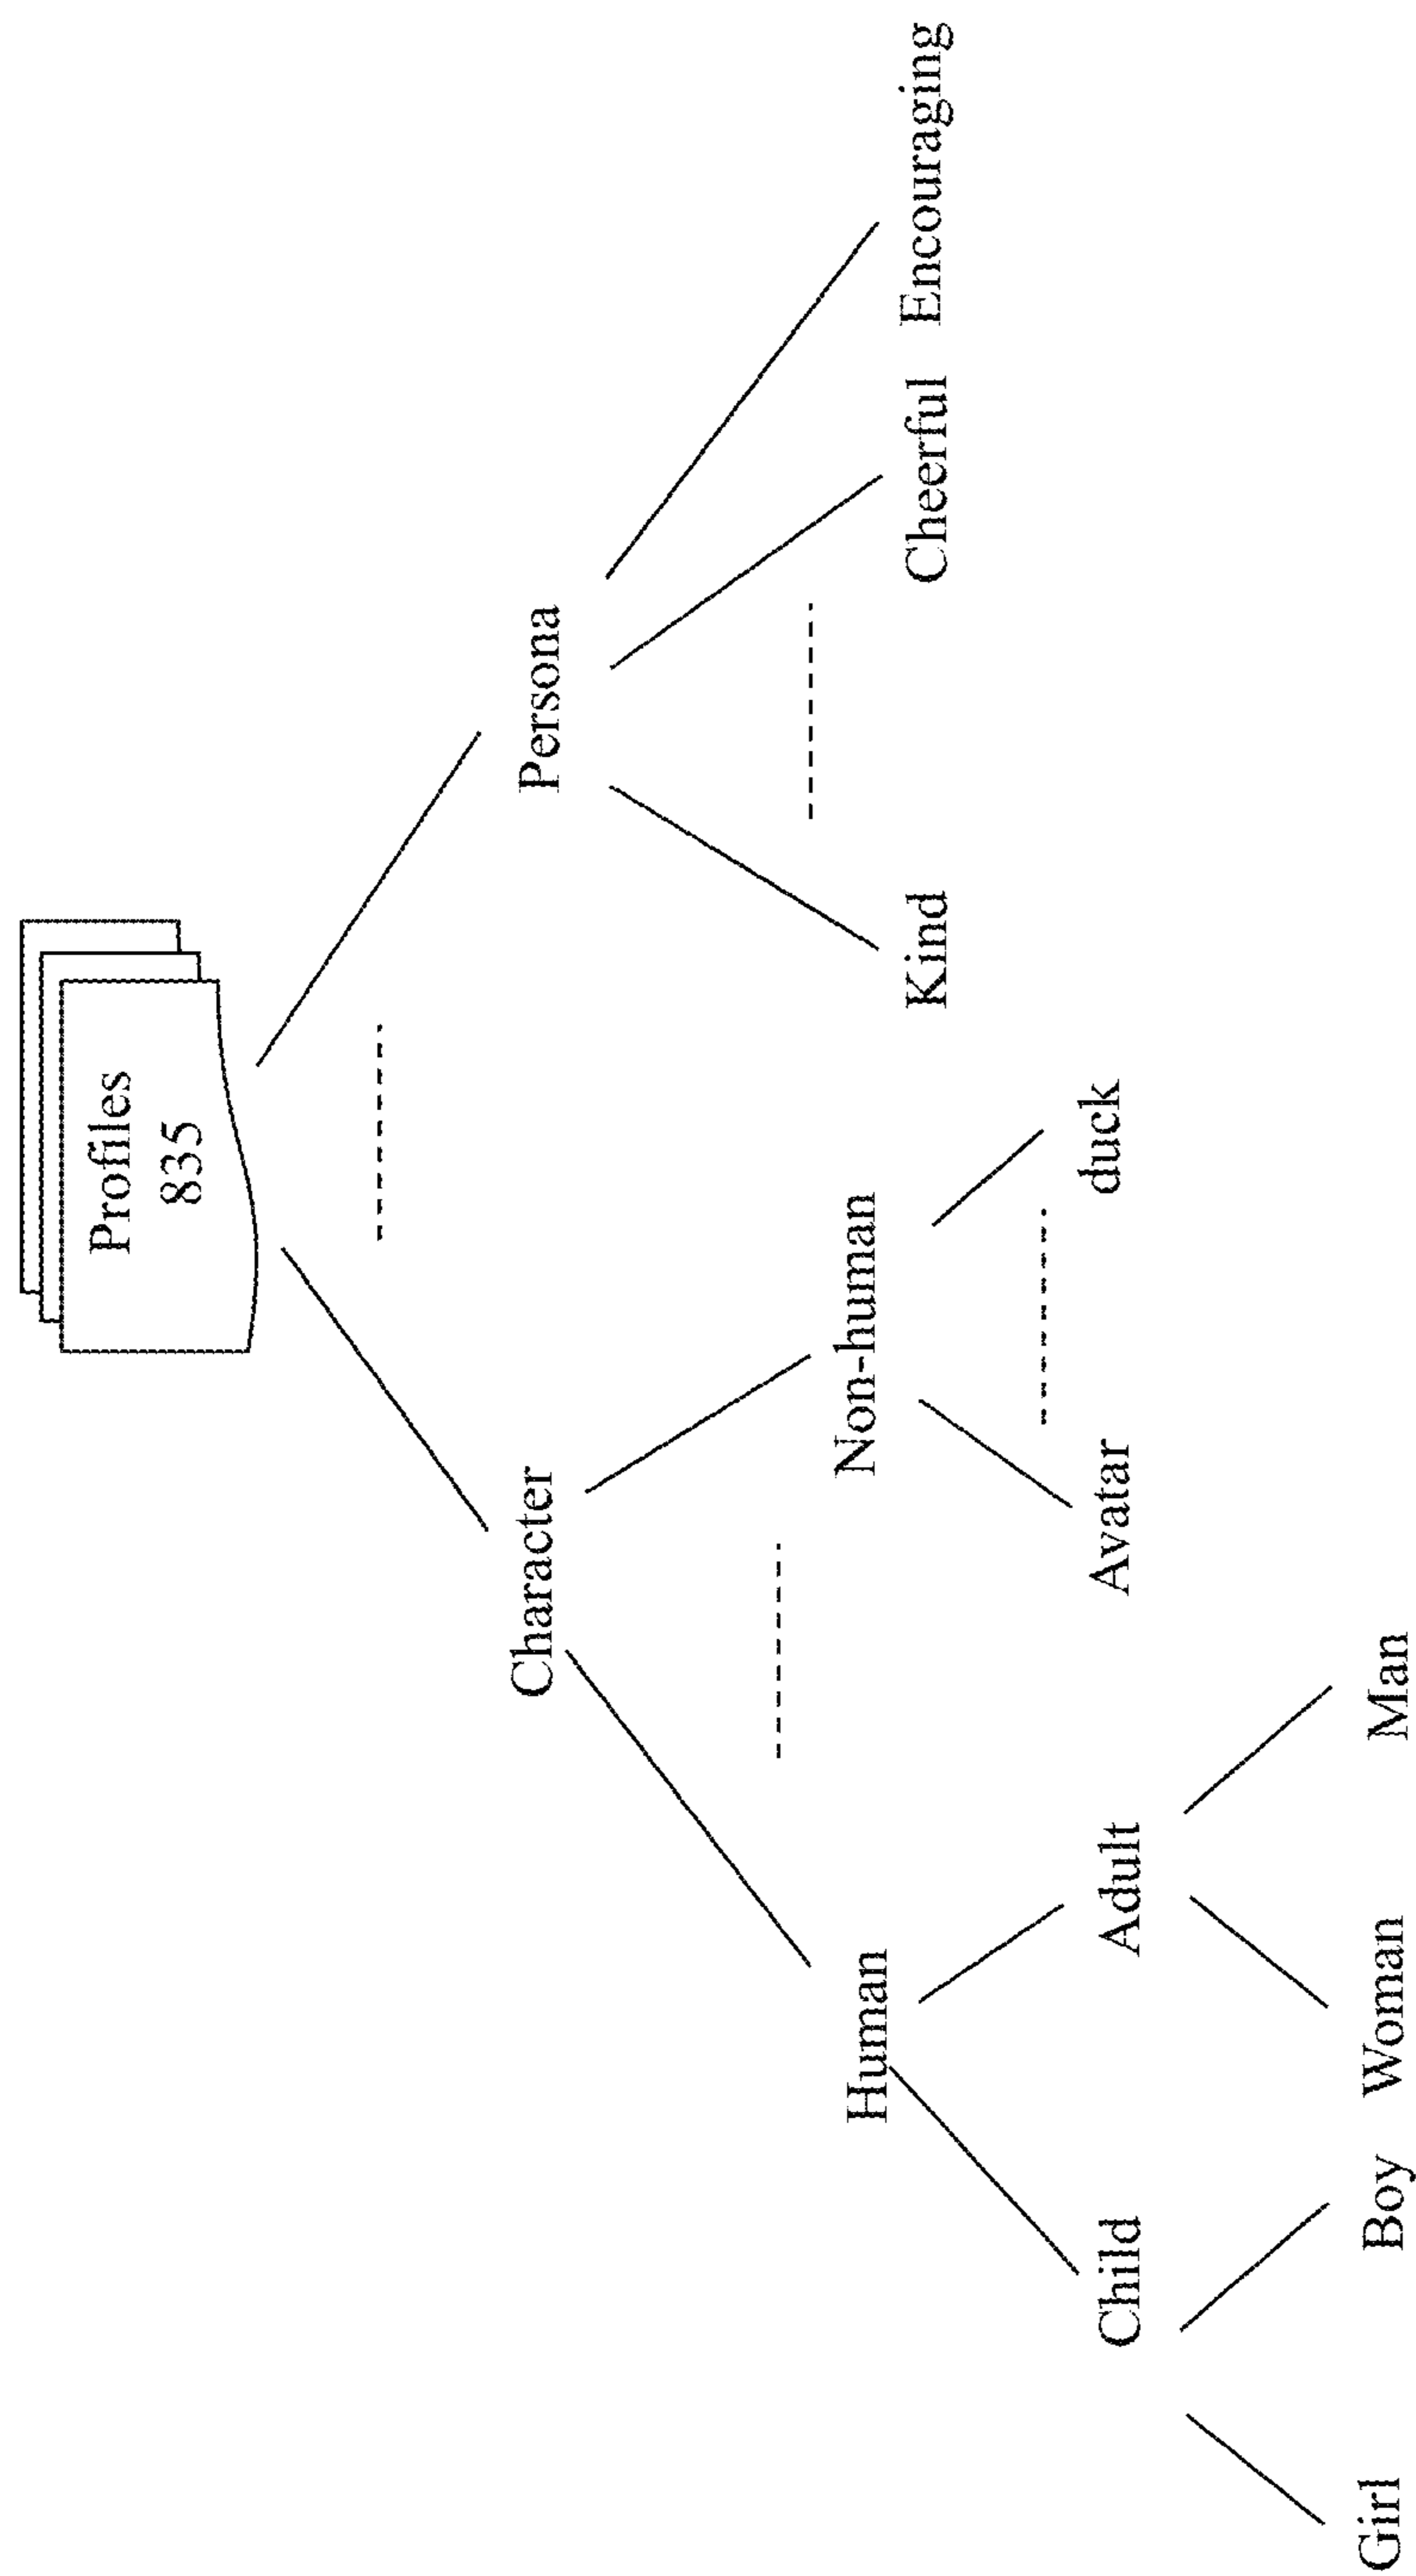 Profiles
835
Character
Persona
Human
Non-human
Kind
Cheerful
Encouraging
Child
Adult
Avatar
duck
Girl
Boy
Woman
Man